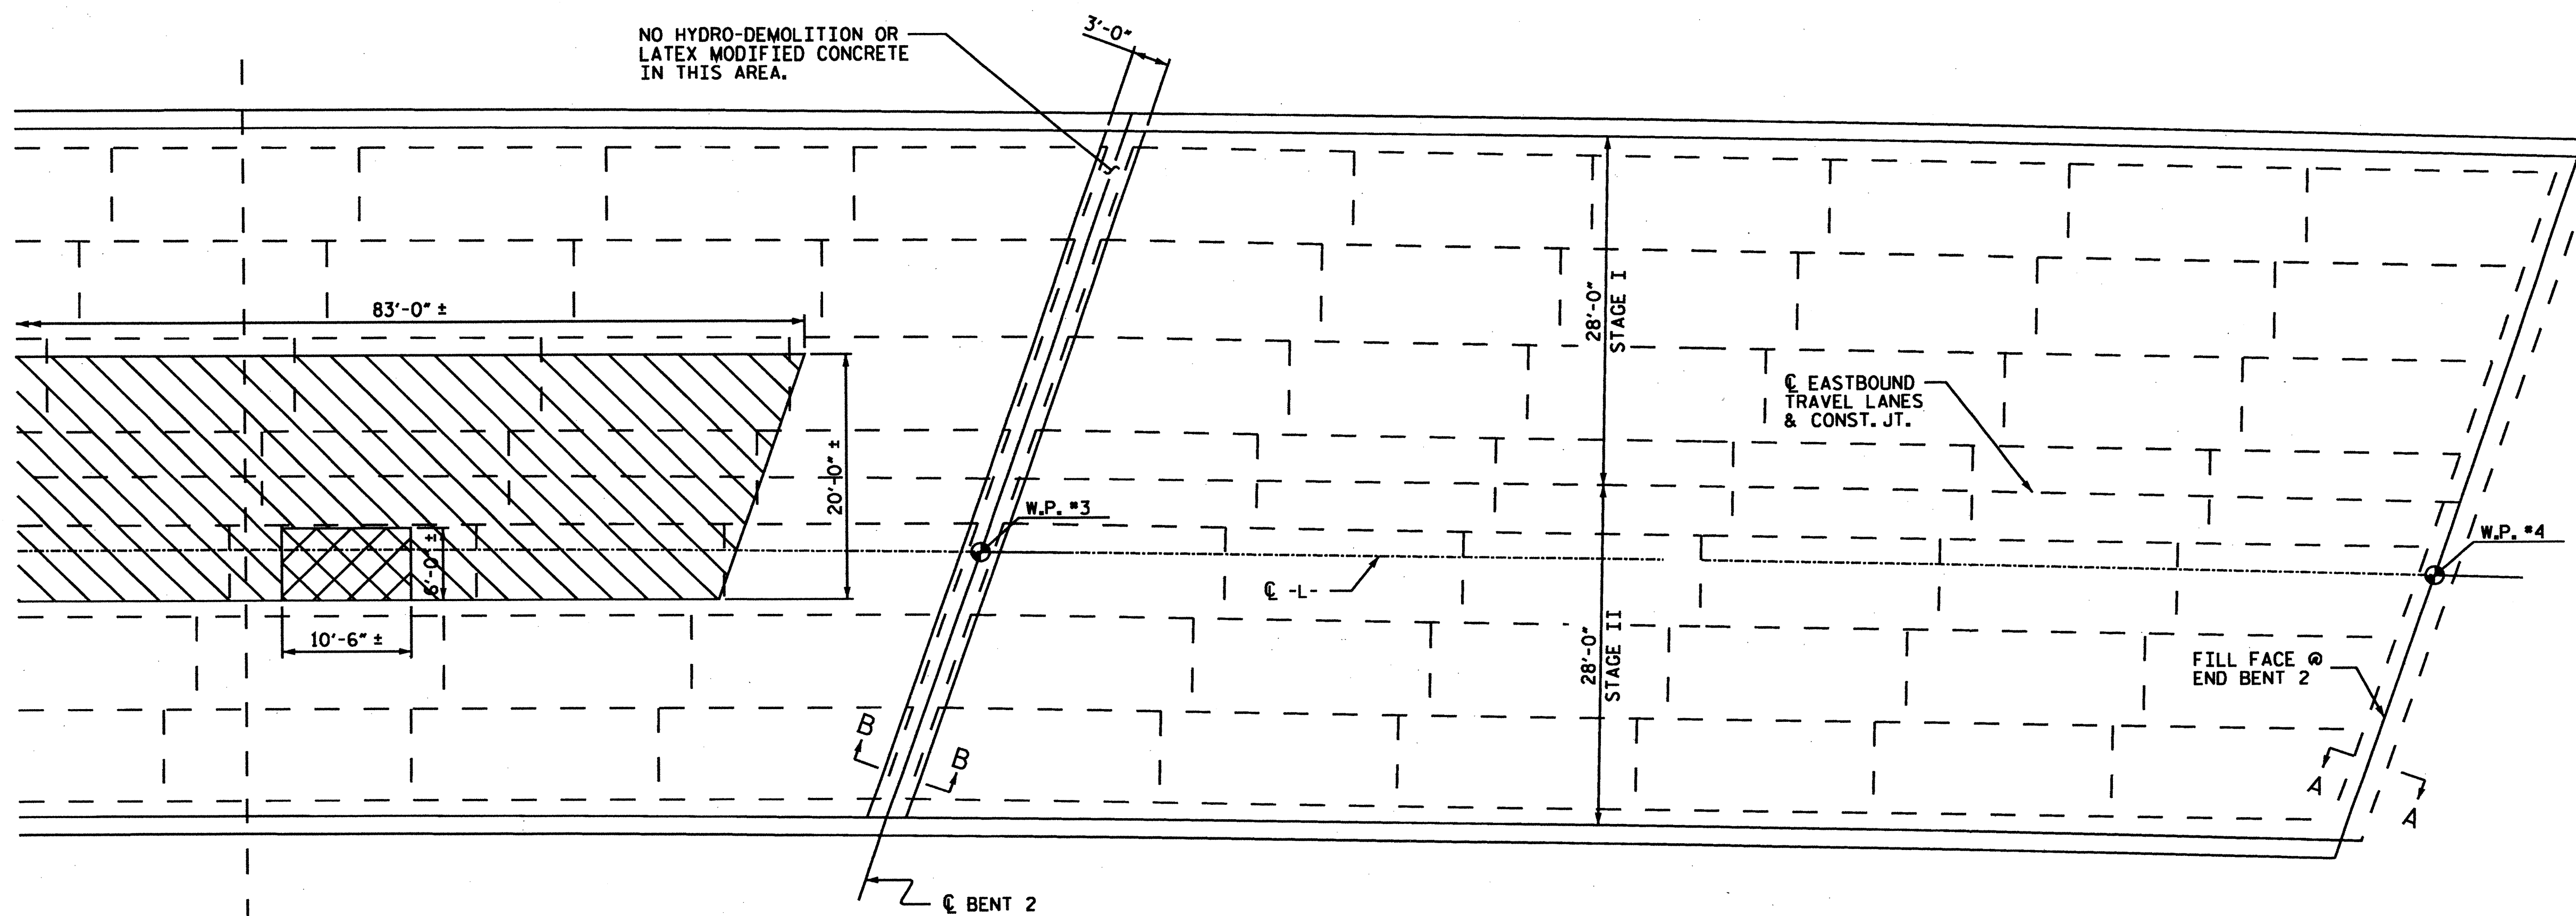 NO HYDRO-DEMOLITION OR
LATEX MODIFIED CONCRETE
IN THIS AREA.
3'-0"
83'-0" ±
28'-0"
STAGE I
℄ EASTBOUND
TRAVEL LANES
& CONST. JT.
20'-10" ±
W.P. #3
6'-0" ±
W.P. #4
℄ -L-
10'-6" ±
28'-0"
STAGE II
FILL FACE @
END BENT 2
B
B
A
A
℄ BENT 2